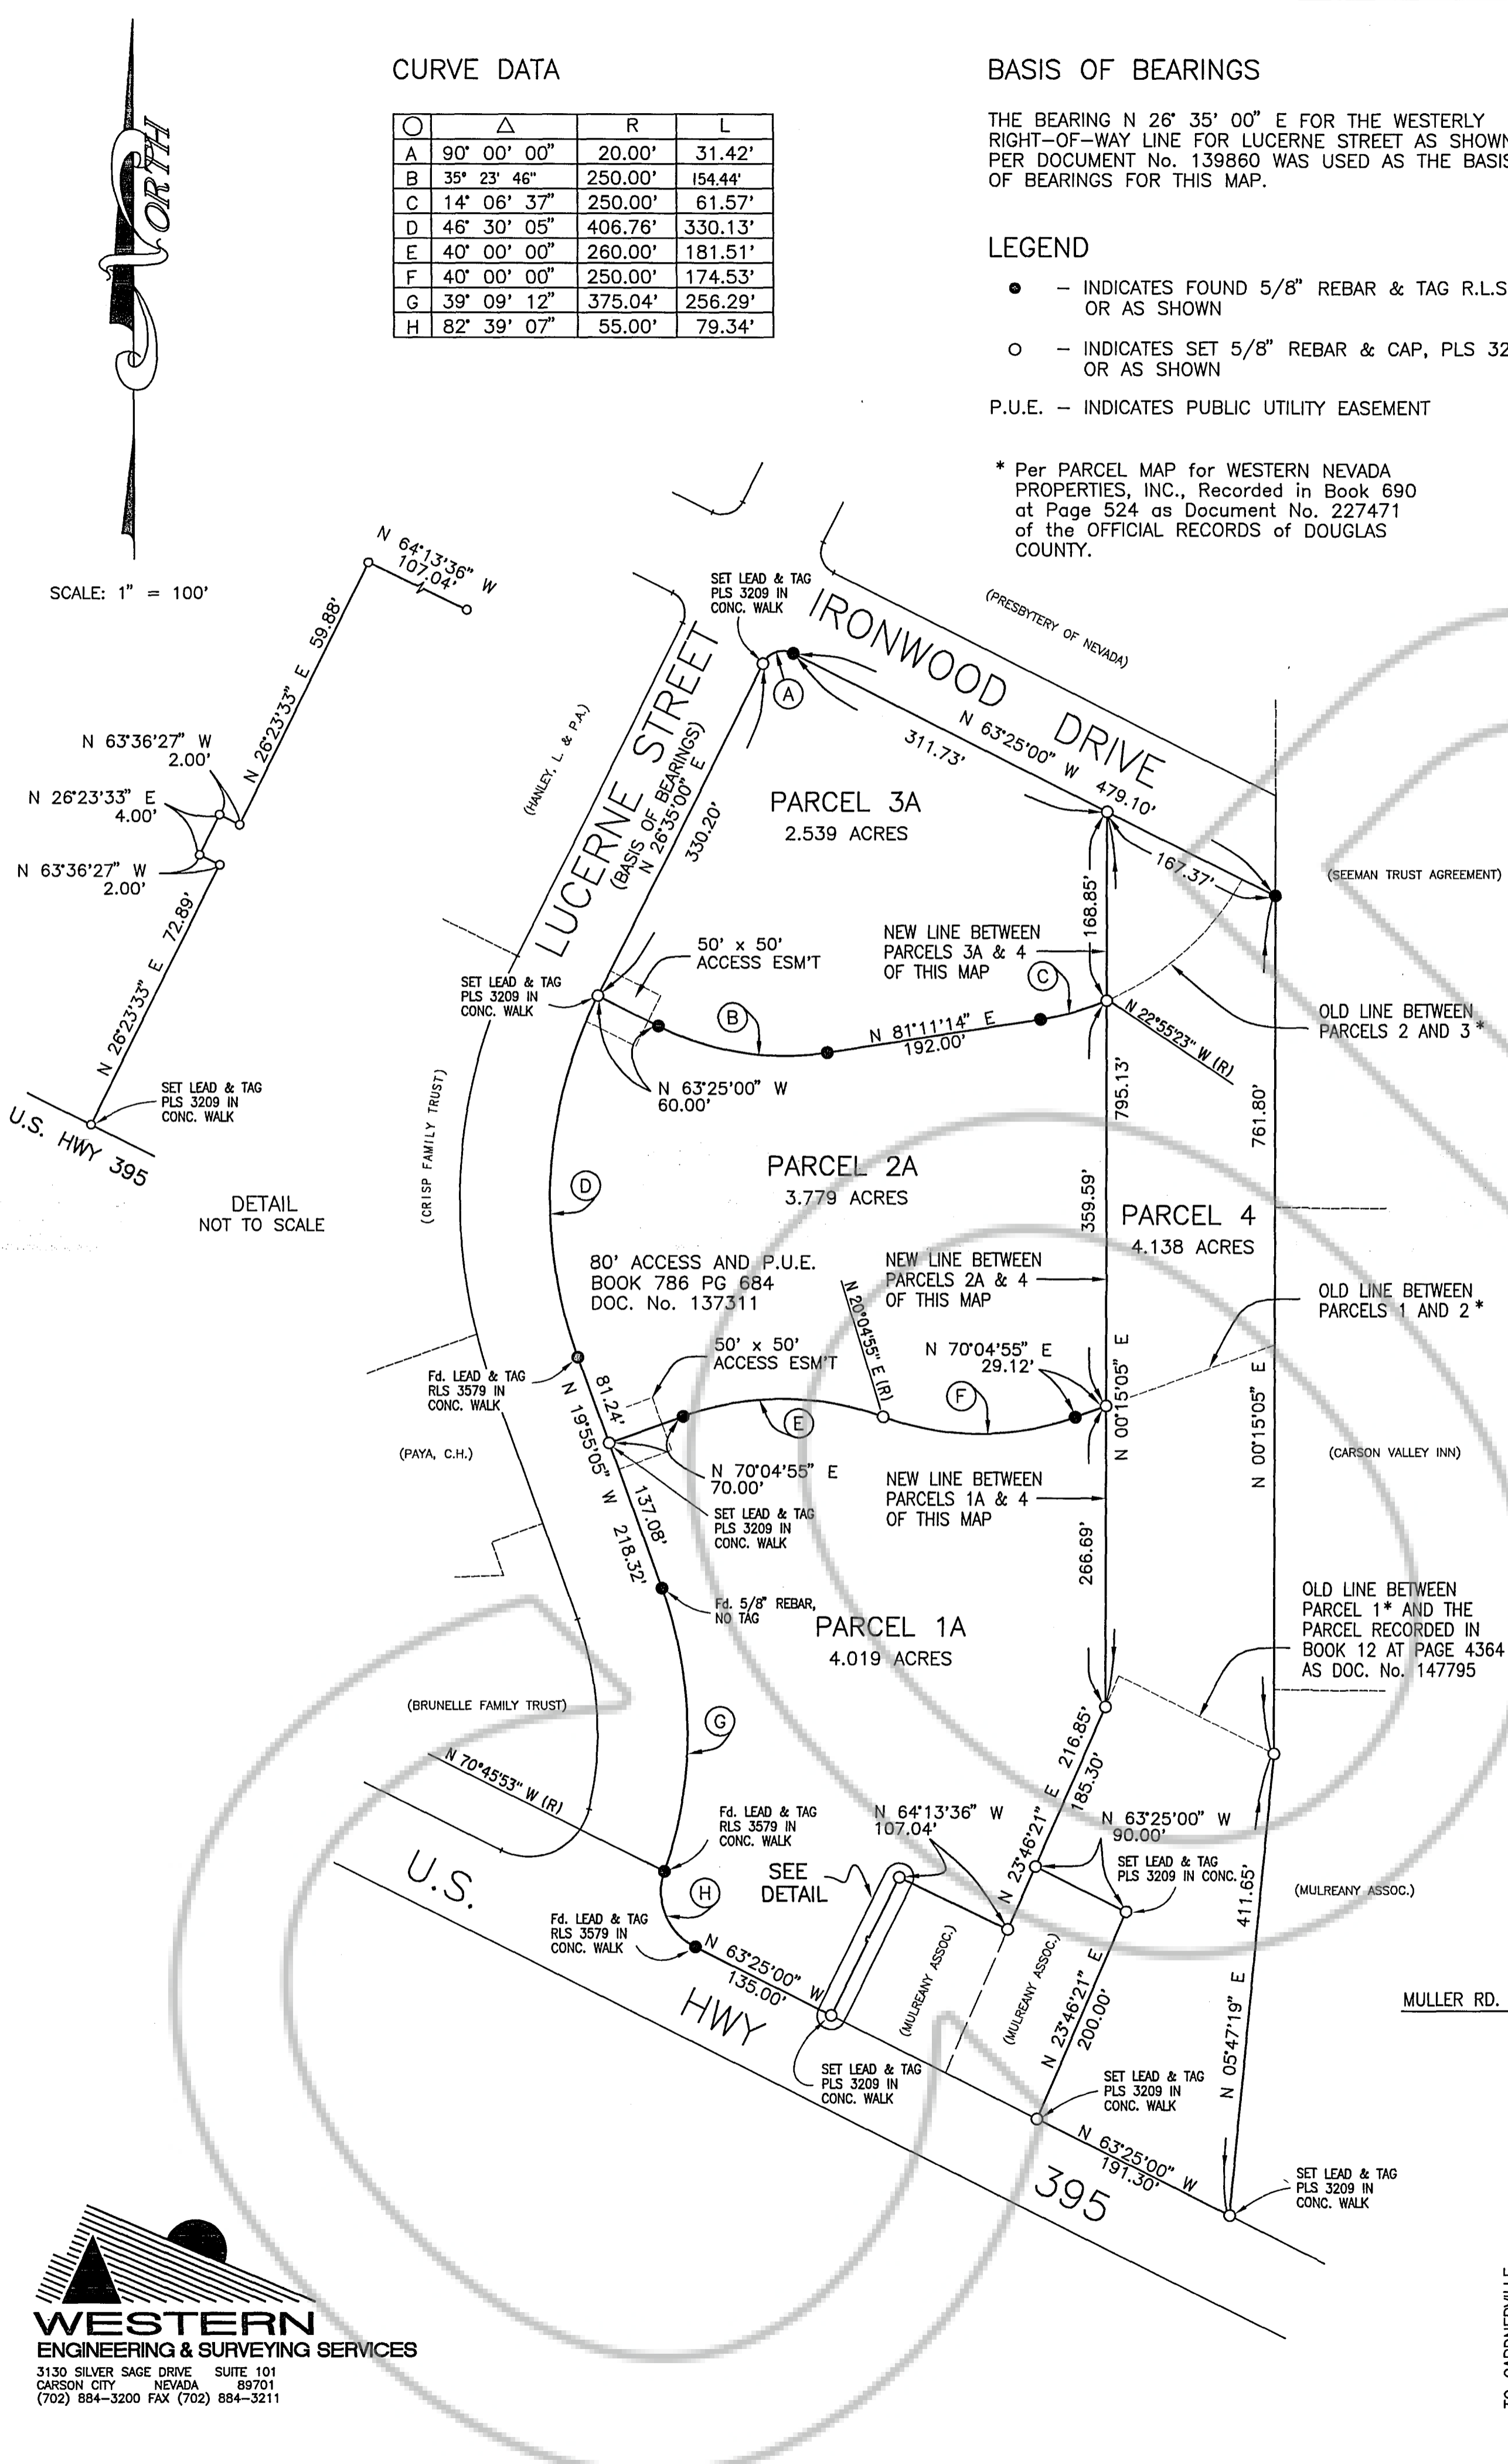 NORTH
SCALE: 1" = 100'
CURVE DATA
○ △ R L
A 90° 00' 00" 20.00' 31.42'
B 35° 23' 46" 250.00' 154.44'
C 14° 06' 37" 250.00' 61.57'
D 46° 30' 05" 406.76' 330.13'
E 40° 00' 00" 260.00' 181.51'
F 40° 00' 00" 250.00' 174.53'
G 39° 09' 12" 375.04' 256.29'
H 82° 39' 07" 55.00' 79.34'
BASIS OF BEARINGS
THE BEARING N 26° 35' 00" E FOR THE WESTERLY
RIGHT-OF-WAY LINE FOR LUCERNE STREET AS SHOWN
PER DOCUMENT No. 139860 WAS USED AS THE BASIS
OF BEARINGS FOR THIS MAP.
LEGEND
● - INDICATES FOUND 5/8" REBAR & TAG R.L.S
OR AS SHOWN
○ - INDICATES SET 5/8" REBAR & CAP, PLS 32
OR AS SHOWN
P.U.E. - INDICATES PUBLIC UTILITY EASEMENT
* Per PARCEL MAP for WESTERN NEVADA
PROPERTIES, INC., Recorded in Book 690
at Page 524 as Document No. 227471
of the OFFICIAL RECORDS of DOUGLAS
COUNTY.
N 64°13'36" W
107.04'
N 26°23'33" E 59.88'
N 63°36'27" W
2.00'
N 26°23'33" E
4.00'
N 63°36'27" W
2.00'
N 26°23'33" E 72.89'
SET LEAD & TAG
PLS 3209 IN
CONC. WALK
U.S. HWY 395
DETAIL
NOT TO SCALE
SET LEAD & TAG
PLS 3209 IN
CONC. WALK
IRONWOOD DRIVE
(PRESBYTERY OF NEVADA)
A
N 63°25'00" W 479.10'
311.73'
167.37'
LUCERNE STREET
(BASIS OF BEARINGS)
N 26°35'00" E
330.20'
(HANLEY, L. & P.A.)
PARCEL 3A
2.539 ACRES
168.85'
(SEEMAN TRUST AGREEMENT)
NEW LINE BETWEEN
PARCELS 3A & 4
OF THIS MAP
50' x 50'
ACCESS ESM'T
SET LEAD & TAG
PLS 3209 IN
CONC. WALK
B
C
N 81°11'14" E
192.00'
N 22°55'23" W (R)
OLD LINE BETWEEN
PARCELS 2 AND 3 *
N 63°25'00" W
60.00'
795.13'
761.80'
(CRISP FAMILY TRUST)
D
PARCEL 2A
3.779 ACRES
359.59'
PARCEL 4
4.138 ACRES
80' ACCESS AND P.U.E.
BOOK 786 PG 684
DOC. No. 137311
NEW LINE BETWEEN
PARCELS 2A & 4
OF THIS MAP
OLD LINE BETWEEN
PARCELS 1 AND 2 *
50' x 50'
ACCESS ESM'T
N 20°04'55" E (R)
N 70°04'55" E
29.12'
N 00°15'05" E
N 00°15'05" E
Fd. LEAD & TAG
RLS 3579 IN
CONC. WALK
81.24'
E
F
N 19°55'05" W 218.32'
(PAYA, C.H.)
(CARSON VALLEY INN)
N 70°04'55" E
70.00'
137.08'
SET LEAD & TAG
PLS 3209 IN
CONC. WALK
NEW LINE BETWEEN
PARCELS 1A & 4
OF THIS MAP
266.69'
Fd. 5/8" REBAR,
NO TAG
PARCEL 1A
4.019 ACRES
OLD LINE BETWEEN
PARCEL 1* AND THE
PARCEL RECORDED IN
BOOK 12 AT PAGE 4364
AS DOC. No. 147795
(BRUNELLE FAMILY TRUST)
G
N 70°45'53" W (R)
N 23°46'21" E 216.85'
185.30'
Fd. LEAD & TAG
RLS 3579 IN
CONC. WALK
N 64°13'36" W
107.04'
N 63°25'00" W
90.00'
SET LEAD & TAG
PLS 3209 IN CONC.
SEE
DETAIL
H
Fd. LEAD & TAG
RLS 3579 IN
CONC. WALK
N 63°25'00" W
135.00'
(MULREANY ASSOC.)
(MULREANY ASSOC.)
N 23°46'21" E
200.00'
411.65'
N 05°47'19" E
(MULREANY ASSOC.)
MULLER RD.
U.S. HWY 395
SET LEAD & TAG
PLS 3209 IN
CONC. WALK
SET LEAD & TAG
PLS 3209 IN
CONC. WALK
N 63°25'00" W
191.30'
SET LEAD & TAG
PLS 3209 IN
CONC. WALK
WESTERN
ENGINEERING & SURVEYING SERVICES
3130 SILVER SAGE DRIVE SUITE 101
CARSON CITY NEVADA 89701
(702) 884-3200 FAX (702) 884-3211